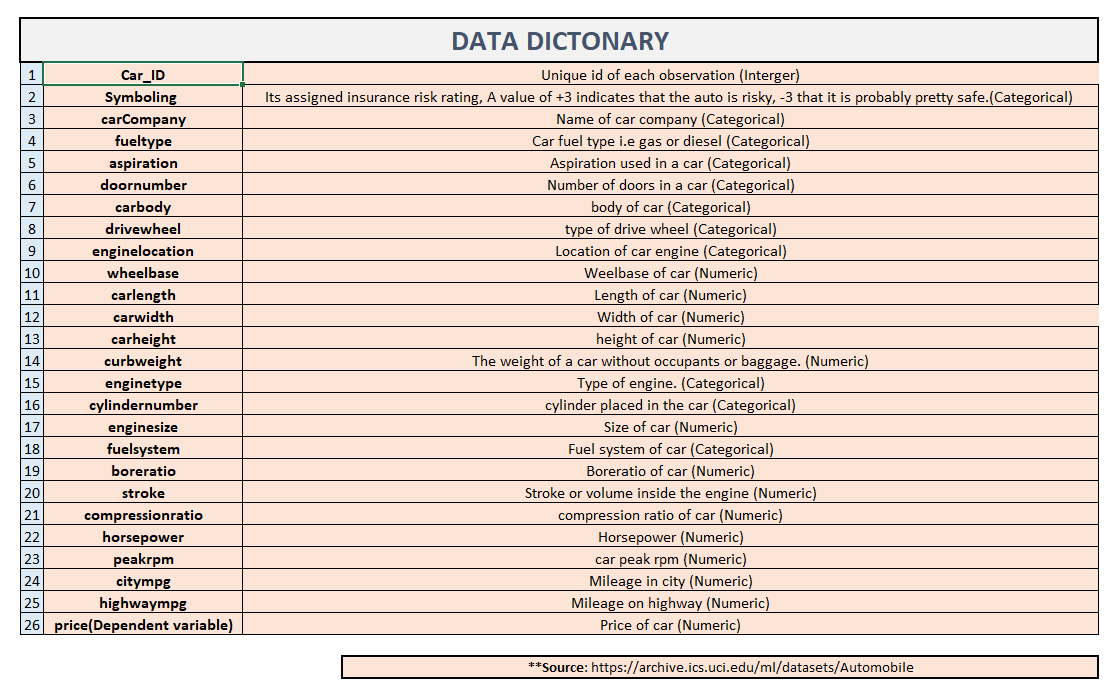 DATA DICTONARY
1 Car_ID Unique id of each observation (Interger)
2 Symboling Its assigned insurance risk rating, A value of +3 indicates that the auto is risky, -3 that it is probably pretty safe.(Categorical)
3 carCompany Name of car company (Categorical)
4 fueltype Car fuel type i.e gas or diesel (Categorical)
5 aspiration Aspiration used in a car (Categorical)
6 doornumber Number of doors in a car (Categorical)
7 carbody body of car (Categorical)
8 drivewheel type of drive wheel (Categorical)
9 enginelocation Location of car engine (Categorical)
10 wheelbase Weelbase of car (Numeric)
11 carlength Length of car (Numeric)
12 carwidth Width of car (Numeric)
13 carheight height of car (Numeric)
14 curbweight The weight of a car without occupants or baggage. (Numeric)
15 enginetype Type of engine. (Categorical)
16 cylindernumber cylinder placed in the car (Categorical)
17 enginesize Size of car (Numeric)
18 fuelsystem Fuel system of car (Categorical)
19 boreratio Boreratio of car (Numeric)
20 stroke Stroke or volume inside the engine (Numeric)
21 compressionratio compression ratio of car (Numeric)
22 horsepower Horsepower (Numeric)
23 peakrpm car peak rpm (Numeric)
24 citympg Mileage in city (Numeric)
25 highwaympg Mileage on highway (Numeric)
26 price(Dependent variable) Price of car (Numeric)
**Source: https://archive.ics.uci.edu/ml/datasets/Automobile